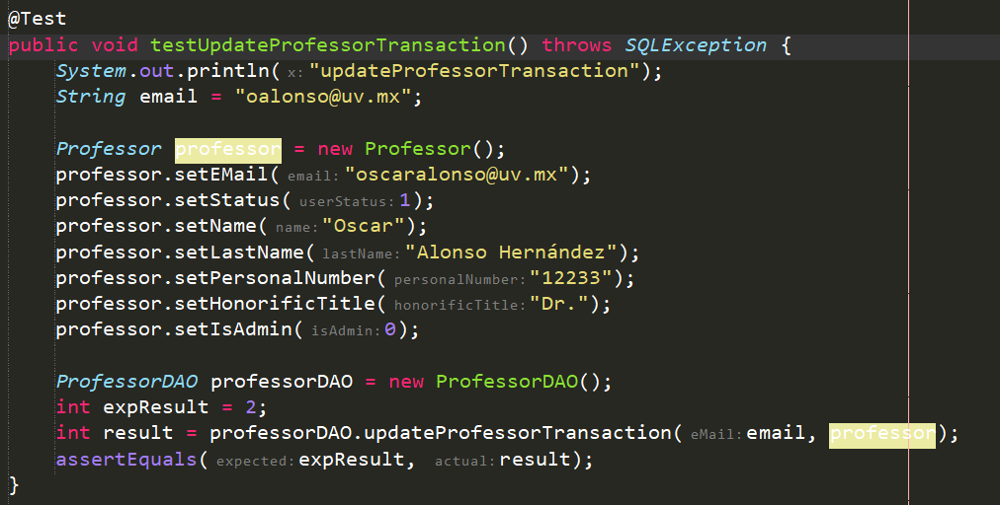 @Test
public void testUpdateProfessorTransaction() throws SQLException {
System.out.println( x: "updateProfessorTransaction");
String email = "oalonso@uv.mx";
Professor professor = new Professor();
professor.setEMail( email: "oscaralonso@uv.mx");
professor.setStatus( userStatus: 1);
professor.setName( name: "Oscar");
professor.setLastName( lastName: "Alonso Hernández");
professor.setPersonalNumber( personalNumber: "12233");
professor.setHonorificTitle( honorificTitle: "Dr.");
professor.setIsAdmin( isAdmin: 0);
ProfessorDAO professorDAO = new ProfessorDAO();
int expResult = 2;
int result = professorDAO.updateProfessorTransaction( eMail: email, professor);
assertEquals( expected: expResult, actual: result);
}